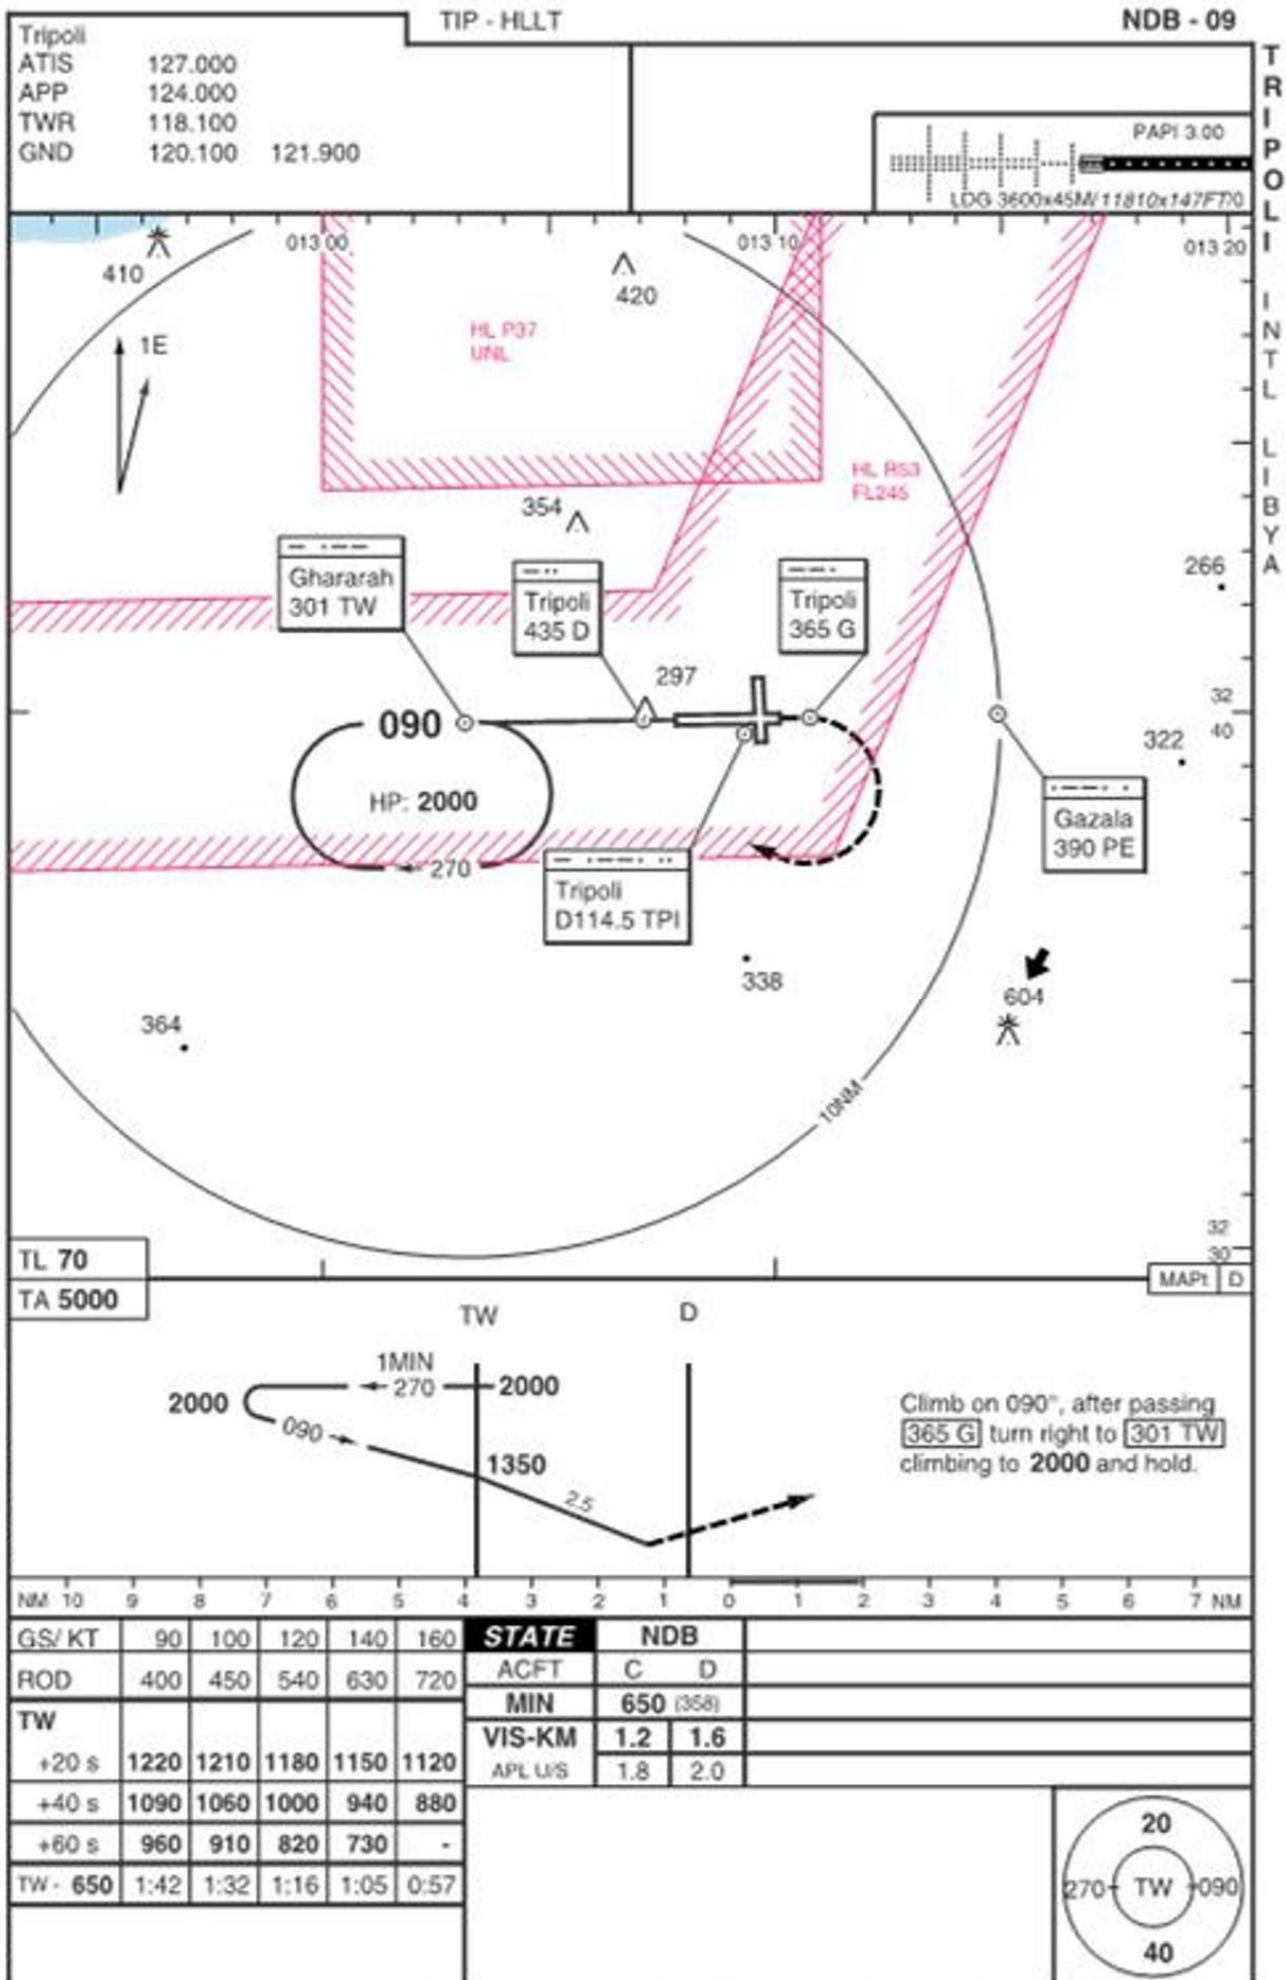 TIP - HLLT
NDB - 09
Tripoli
ATIS 127.000
APP 124.000
TWR 118.100
GND 120.100 121.900
PAPI 3.00
LDG 3600x45M/11810x147FT/0
TRIPOLI INTL LIBYA
013 00
013 10
013 20
410
420
1E
HL P37
UNL
HL R53
FL245
354
266
Ghararah
301 TW
Tripoli
435 D
Tripoli
365 G
297
32
40
322
090
HP: 2000
270
Gazala
390 PE
Tripoli
D114.5 TPI
338
604
364
10NM
32
30
TL 70
TA 5000
MAPt D
TW
D
1MIN
270
2000
2000
090
1350
2.5
Climb on 090°, after passing
365 G turn right to 301 TW
climbing to 2000 and hold.
NM 10 9 8 7 6 5 4 3 2 1 0 1 2 3 4 5 6 7 NM
GS/ KT 90 100 120 140 160
ROD 400 450 540 630 720
TW
+20 s 1220 1210 1180 1150 1120
+40 s 1090 1060 1000 940 880
+60 s 960 910 820 730 -
TW - 650 1:42 1:32 1:16 1:05 0:57
STATE NDB
ACFT C D
MIN 650 (358)
VIS-KM 1.2 1.6
APL U/S 1.8 2.0
20
270 TW 090
40